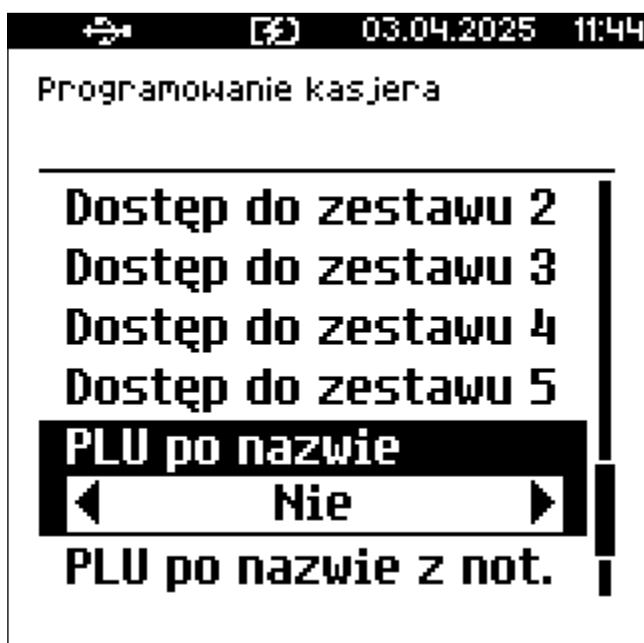 03.04.2025 11:44
Programowanie kasjera
Dostęp do zestawu 2
Dostęp do zestawu 3
Dostęp do zestawu 4
Dostęp do zestawu 5
PLU po nazwie
Nie
PLU po nazwie z not.